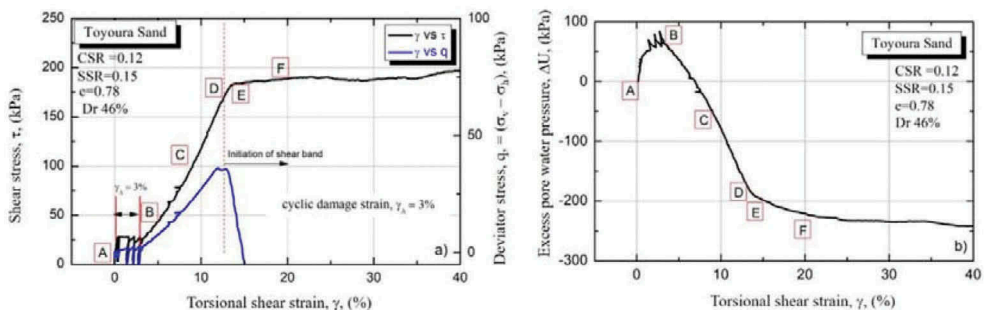 250
200
150
100
50
0
Shear stress, τ, (kPa)
Toyoura Sand
CSR =0.12
SSR=0.15
e=0.78
Dr 46%
γ vs τ
γ vs q
100
50
0
Deviator stress, q, = (σv − σh), (kPa)
A
B
C
D
E
F
γA = 3%
Initiation of shear band
cyclic damage strain, γA = 3%
a)
0
10
20
30
40
Torsional shear strain, γ, (%)
100
0
-100
-200
-300
Excess pore water pressure, ΔU, (kPa)
Toyoura Sand
CSR =0.12
SSR=0.15
e=0.78
Dr 46%
A
B
C
D
E
F
b)
0
10
20
30
40
Torsional shear strain, γ, (%)